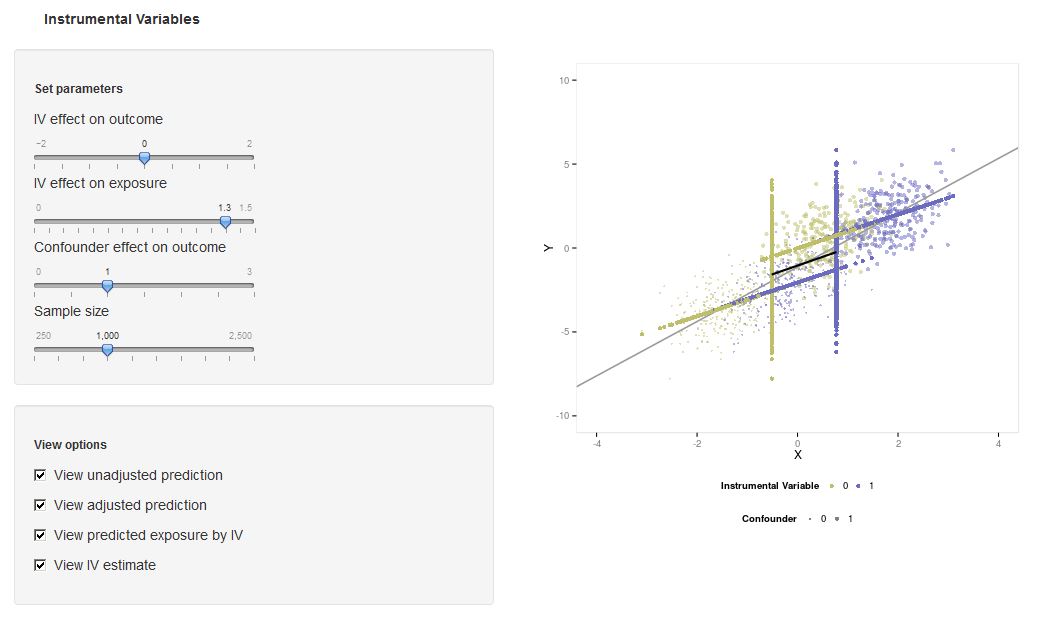 Instrumental Variables
Set parameters
IV effect on outcome
−2 0 2
IV effect on exposure
0 1.3 1.5
Confounder effect on outcome
0 1 3
Sample size
250 1,000 2,500
View options
View unadjusted prediction
View adjusted prediction
View predicted exposure by IV
View IV estimate
10
5
0
-5
-10
Y
-4 -2 0 2 4
X
Instrumental Variable 0 1
Confounder 0 1